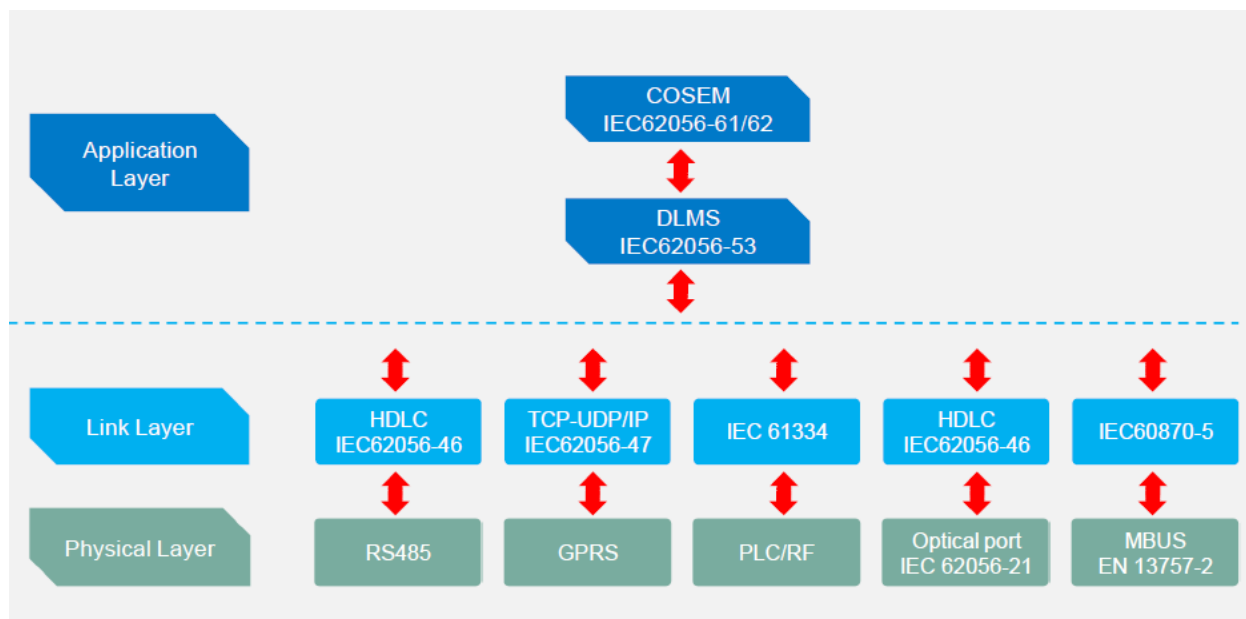 COSEM
IEC62056-61/62
Application
Layer
DLMS
IEC62056-53
Link Layer
HDLC
IEC62056-46
TCP-UDP/IP
IEC62056-47
IEC 61334
HDLC
IEC62056-46
IEC60870-5
Physical Layer
RS485
GPRS
PLC/RF
Optical port
IEC 62056-21
MBUS
EN 13757-2